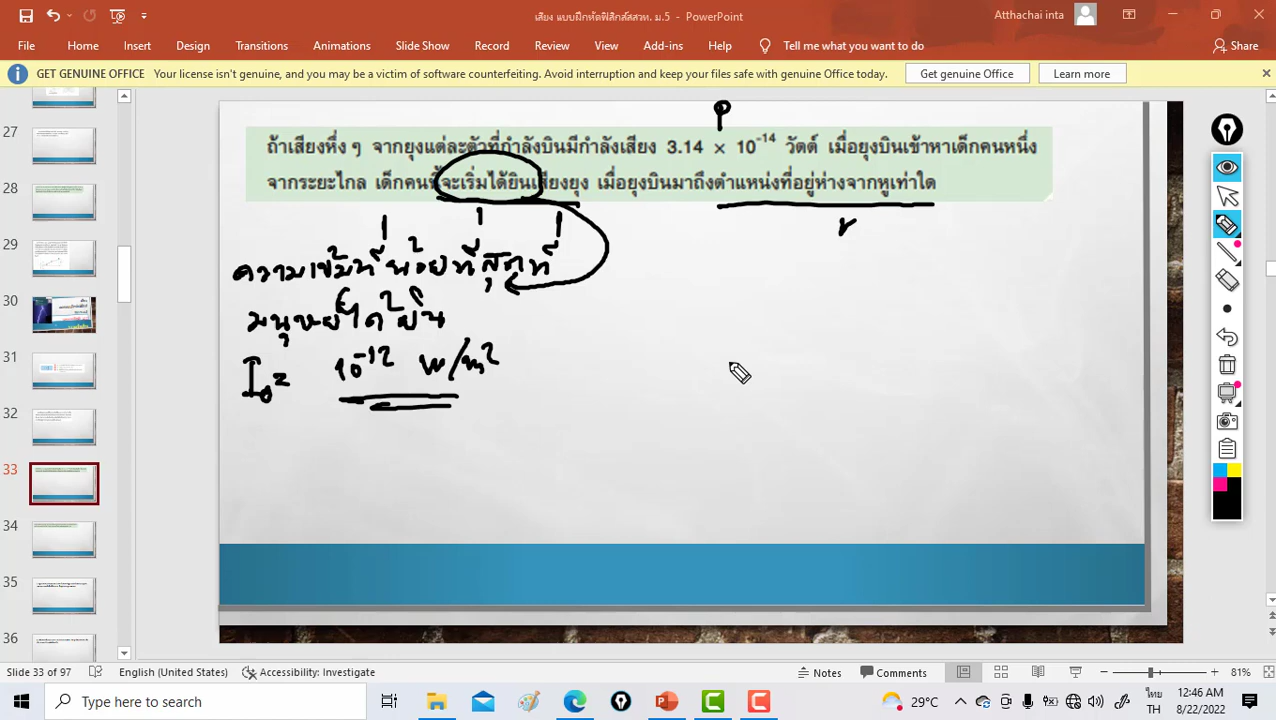 เสียง แบบฝึกหัดฟิสิกส์สสวท. ม.5 - PowerPoint
Atthachai inta
File Home Insert Design Transitions Animations Slide Show Record Review View Add-ins Help Tell me what you want to do Share
GET GENUINE OFFICE Your license isn't genuine, and you may be a victim of software counterfeiting. Avoid interruption and keep your files safe with genuine Office today. Get genuine Office Learn more
27
28
29
30
31
32
33
34
35
36
P
ถ้าเสียงหึ่ง ๆ จากยุงแต่ละตัวที่กำลังบินมีกำลังเสียง 3.14 × 10⁻¹⁴ วัตต์ เมื่อยุงบินเข้าหาเด็กคนหนึ่ง
จากระยะไกล เด็กคนนี้จะเริ่มได้ยินเสียงยุง เมื่อยุงบินมาถึงตำแหน่งที่อยู่ห่างจากหูเท่าใด
r
ความเข้มที่น้อยที่สุดที่
มนุษย์ได้ยิน
I₀ = 10⁻¹² W/m²
Slide 33 of 97 English (United States) Accessibility: Investigate Notes Comments 81%
Type here to search 29°C ไทย TH 12:46 AM 8/22/2022